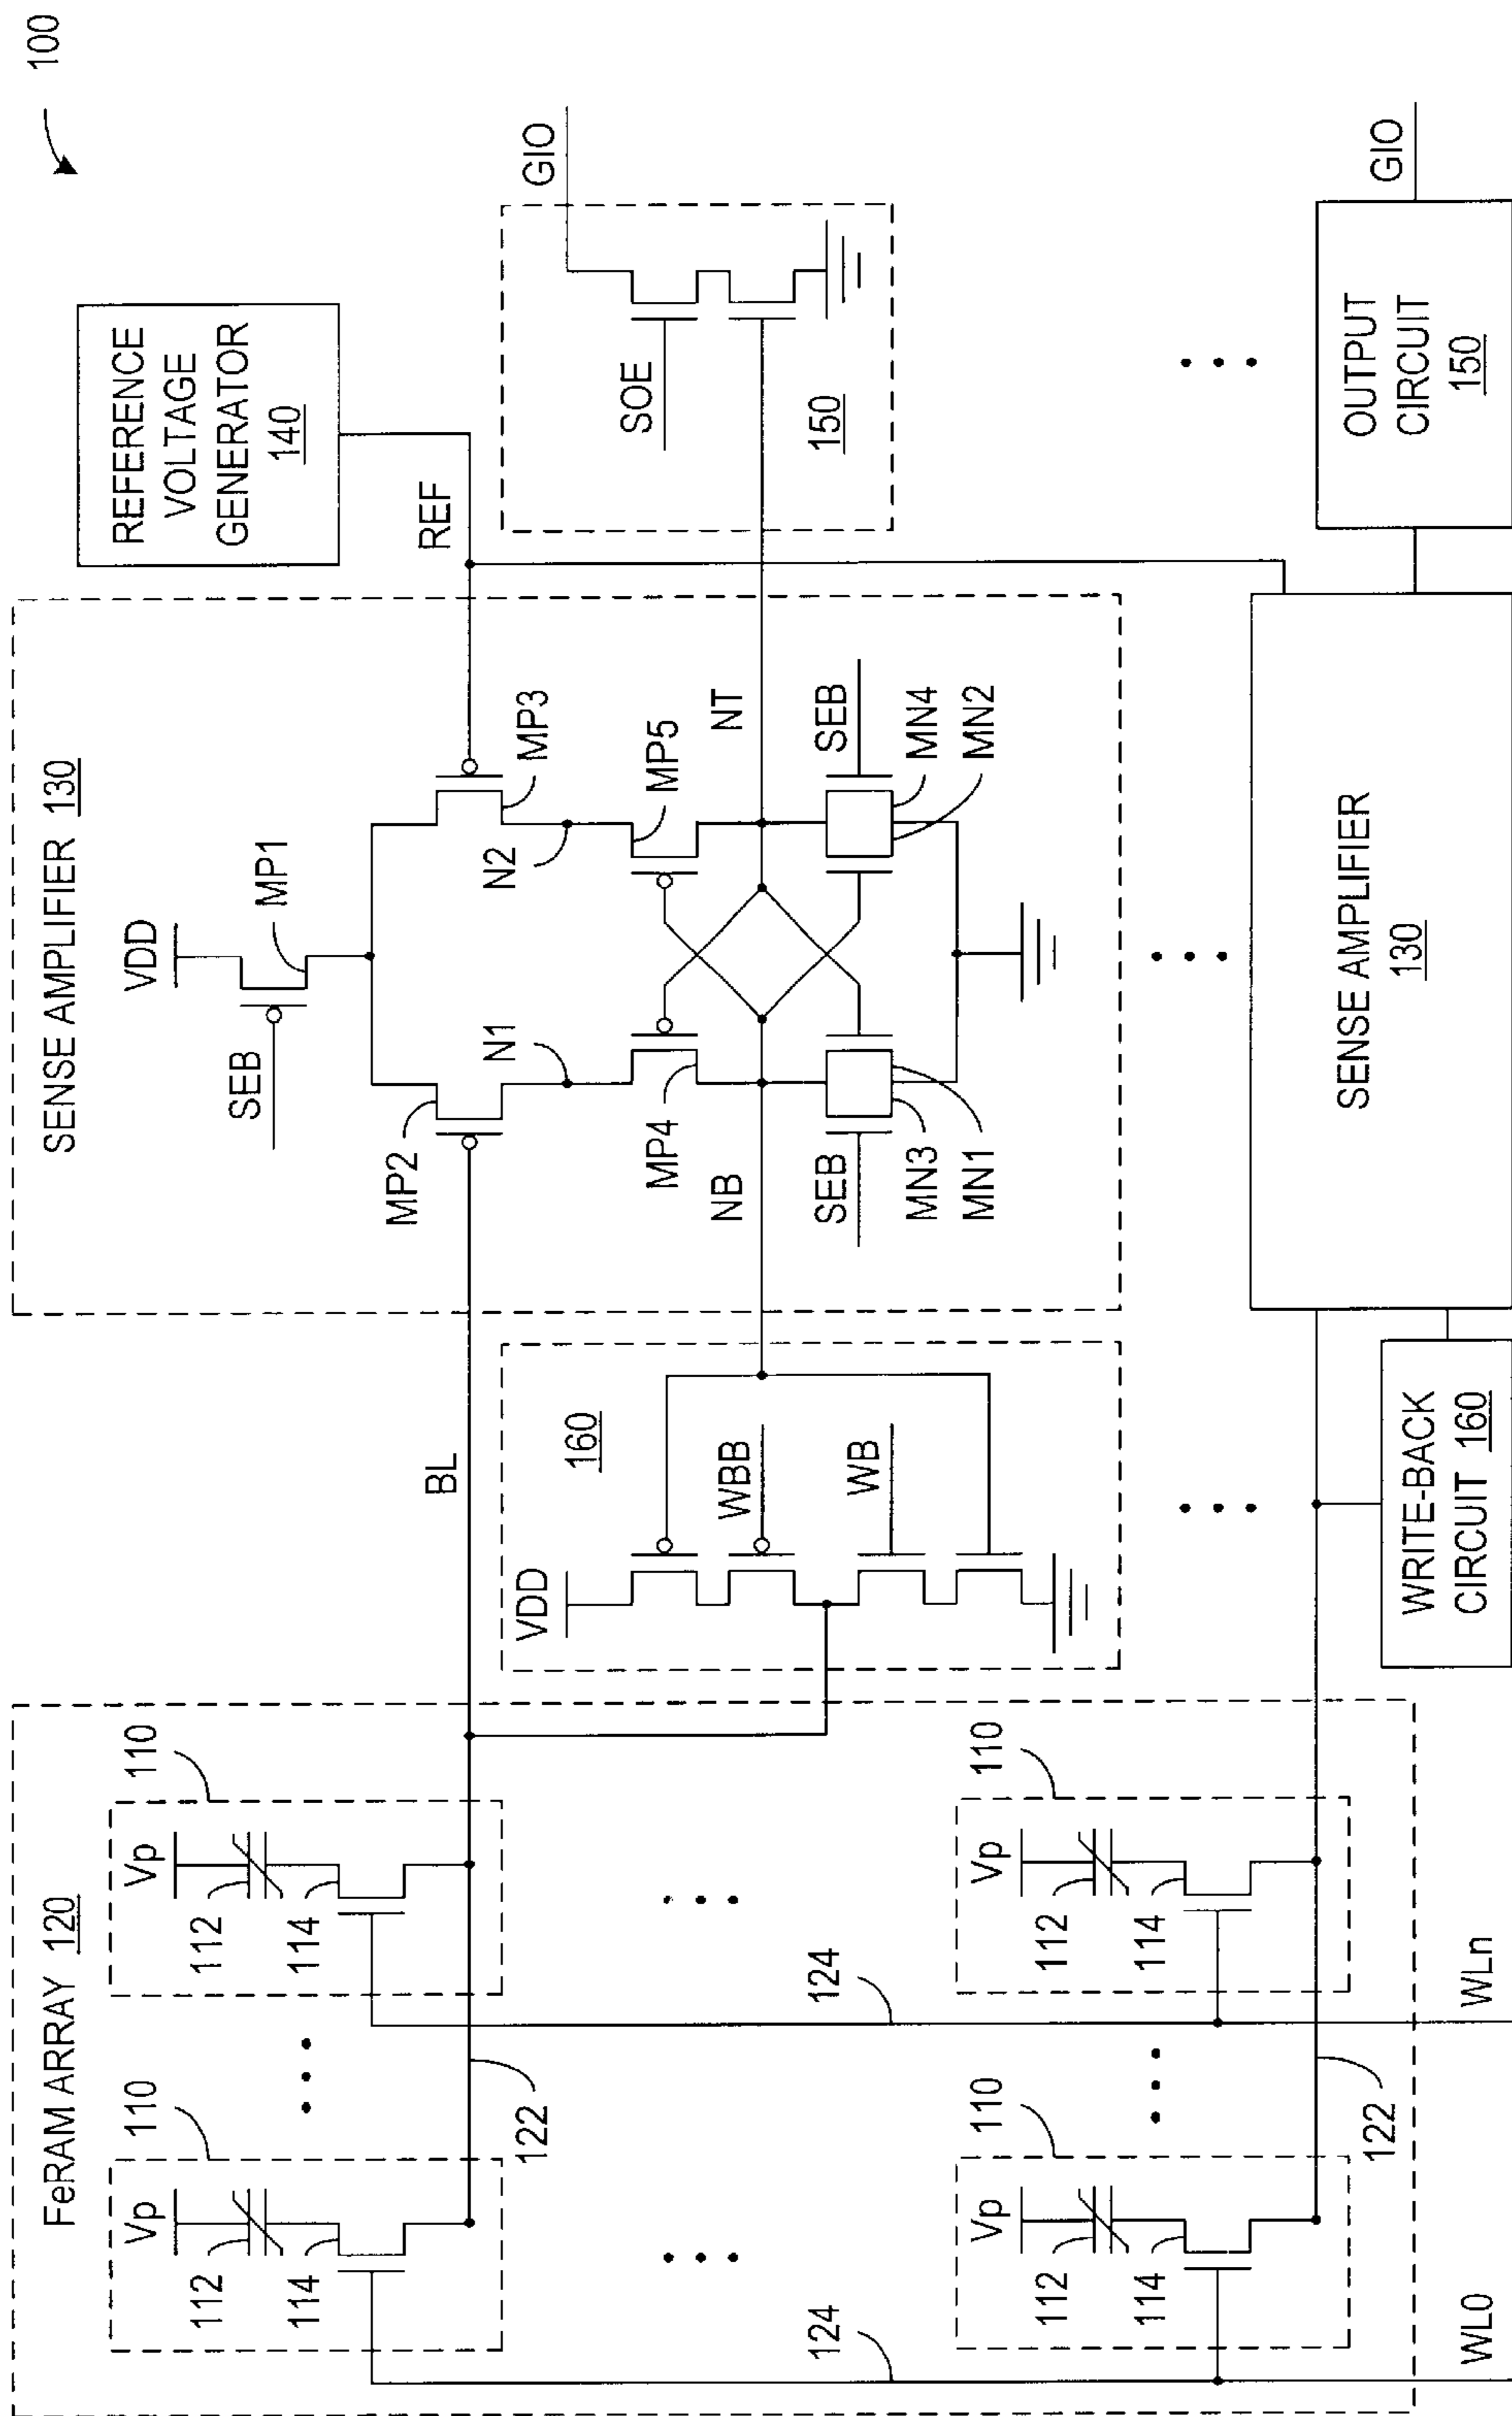 100
FeRAM ARRAY 120
SENSE AMPLIFIER 130
REFERENCE
VOLTAGE
GENERATOR
140
VDD
MP1
SEB
Vp
110
Vp
110
112
112
114
114
BL
MP2
MP3
REF
N1
N2
122
VDD
160
WBB
WB
MP4
MP5
NB
NT
SEB
SEB
MN3
MN4
MN1
MN2
GIO
SOE
150
124
124
Vp
110
Vp
110
112
112
114
114
122
WRITE-BACK
CIRCUIT 160
SENSE AMPLIFIER
130
OUTPUT
CIRCUIT
150
GIO
WL0
WLn